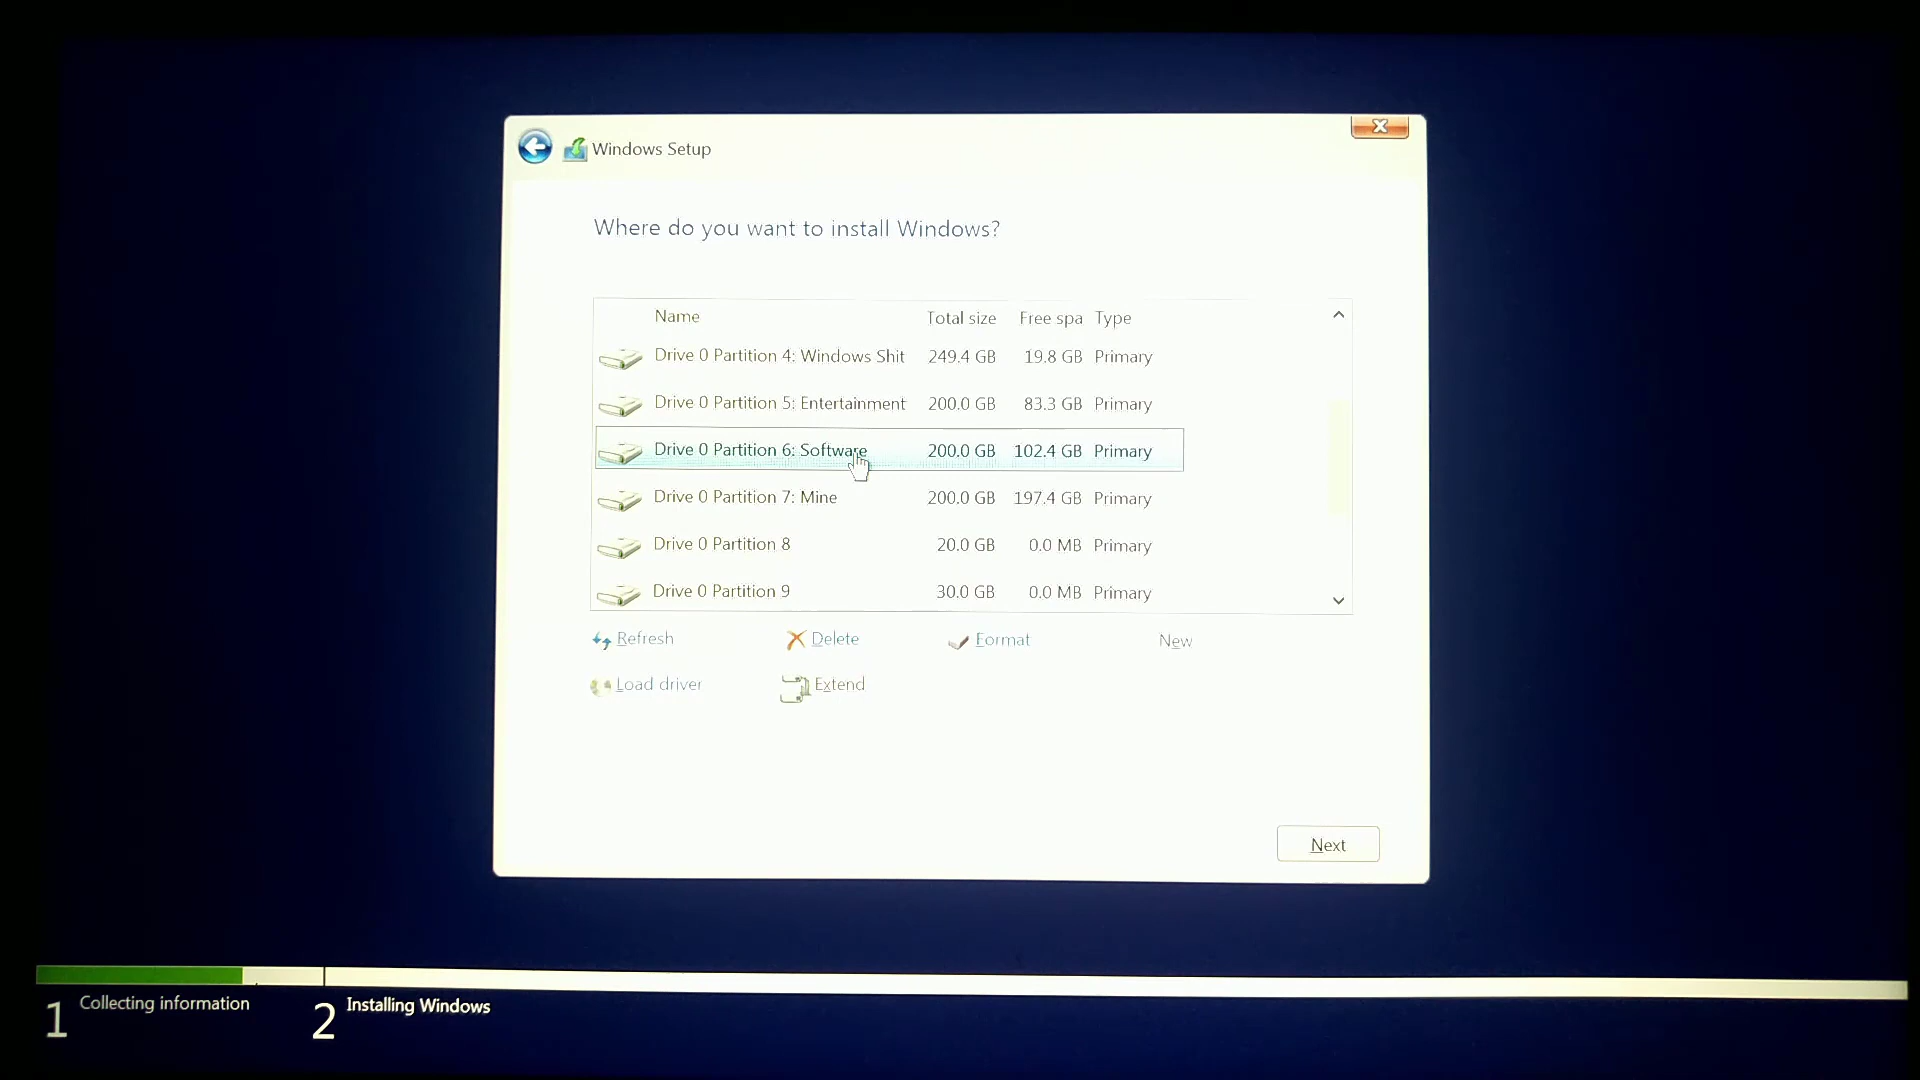 Windows Setup
Where do you want to install Windows?
Name Total size Free spa Type
Drive 0 Partition 4: Windows Shit 249.4 GB 19.8 GB Primary
Drive 0 Partition 5: Entertainment 200.0 GB 83.3 GB Primary
Drive 0 Partition 6: Software 200.0 GB 102.4 GB Primary
Drive 0 Partition 7: Mine 200.0 GB 197.4 GB Primary
Drive 0 Partition 8 20.0 GB 0.0 MB Primary
Drive 0 Partition 9 30.0 GB 0.0 MB Primary
Refresh Delete Format New
Load driver Extend
Next
1 Collecting information 2 Installing Windows